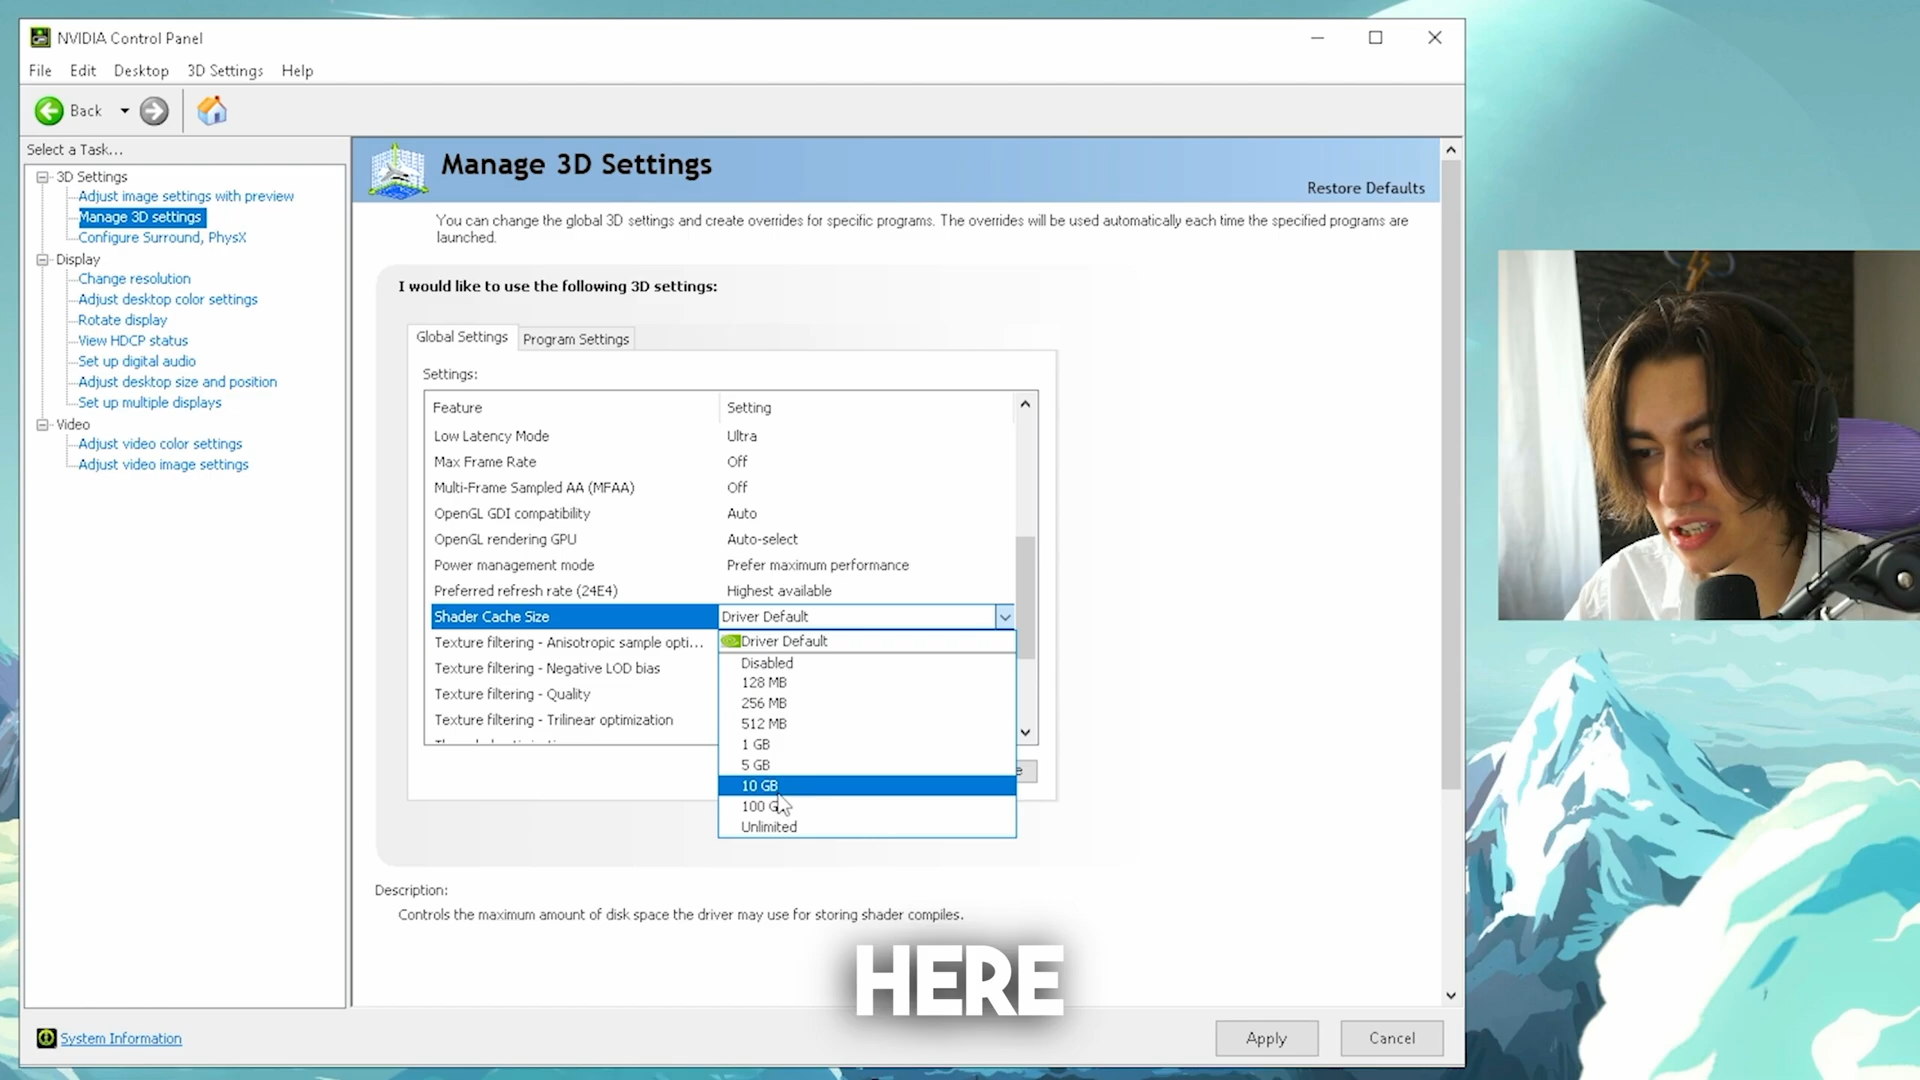 NVIDIA Control Panel
File Edit Desktop 3D Settings Help
Back
Select a Task...
3D Settings
Adjust image settings with preview
Manage 3D settings
Configure Surround, PhysX
Display
Change resolution
Adjust desktop color settings
Rotate display
View HDCP status
Set up digital audio
Adjust desktop size and position
Set up multiple displays
Video
Adjust video color settings
Adjust video image settings
System Information
Manage 3D Settings
Restore Defaults
You can change the global 3D settings and create overrides for specific programs. The overrides will be used automatically each time the specified programs are
launched.
I would like to use the following 3D settings:
Global Settings Program Settings
Settings:
Feature Setting
Low Latency Mode Ultra
Max Frame Rate Off
Multi-Frame Sampled AA (MFAA) Off
OpenGL GDI compatibility Auto
OpenGL rendering GPU Auto-select
Power management mode Prefer maximum performance
Preferred refresh rate (24E4) Highest available
Shader Cache Size Driver Default
Texture filtering - Anisotropic sample opti...
Texture filtering - Negative LOD bias
Texture filtering - Quality
Texture filtering - Trilinear optimization
Driver Default
Disabled
128 MB
256 MB
512 MB
1 GB
5 GB
10 GB
100 G
Unlimited
Description:
Controls the maximum amount of disk space the driver may use for storing shader compiles.
HERE
Apply Cancel